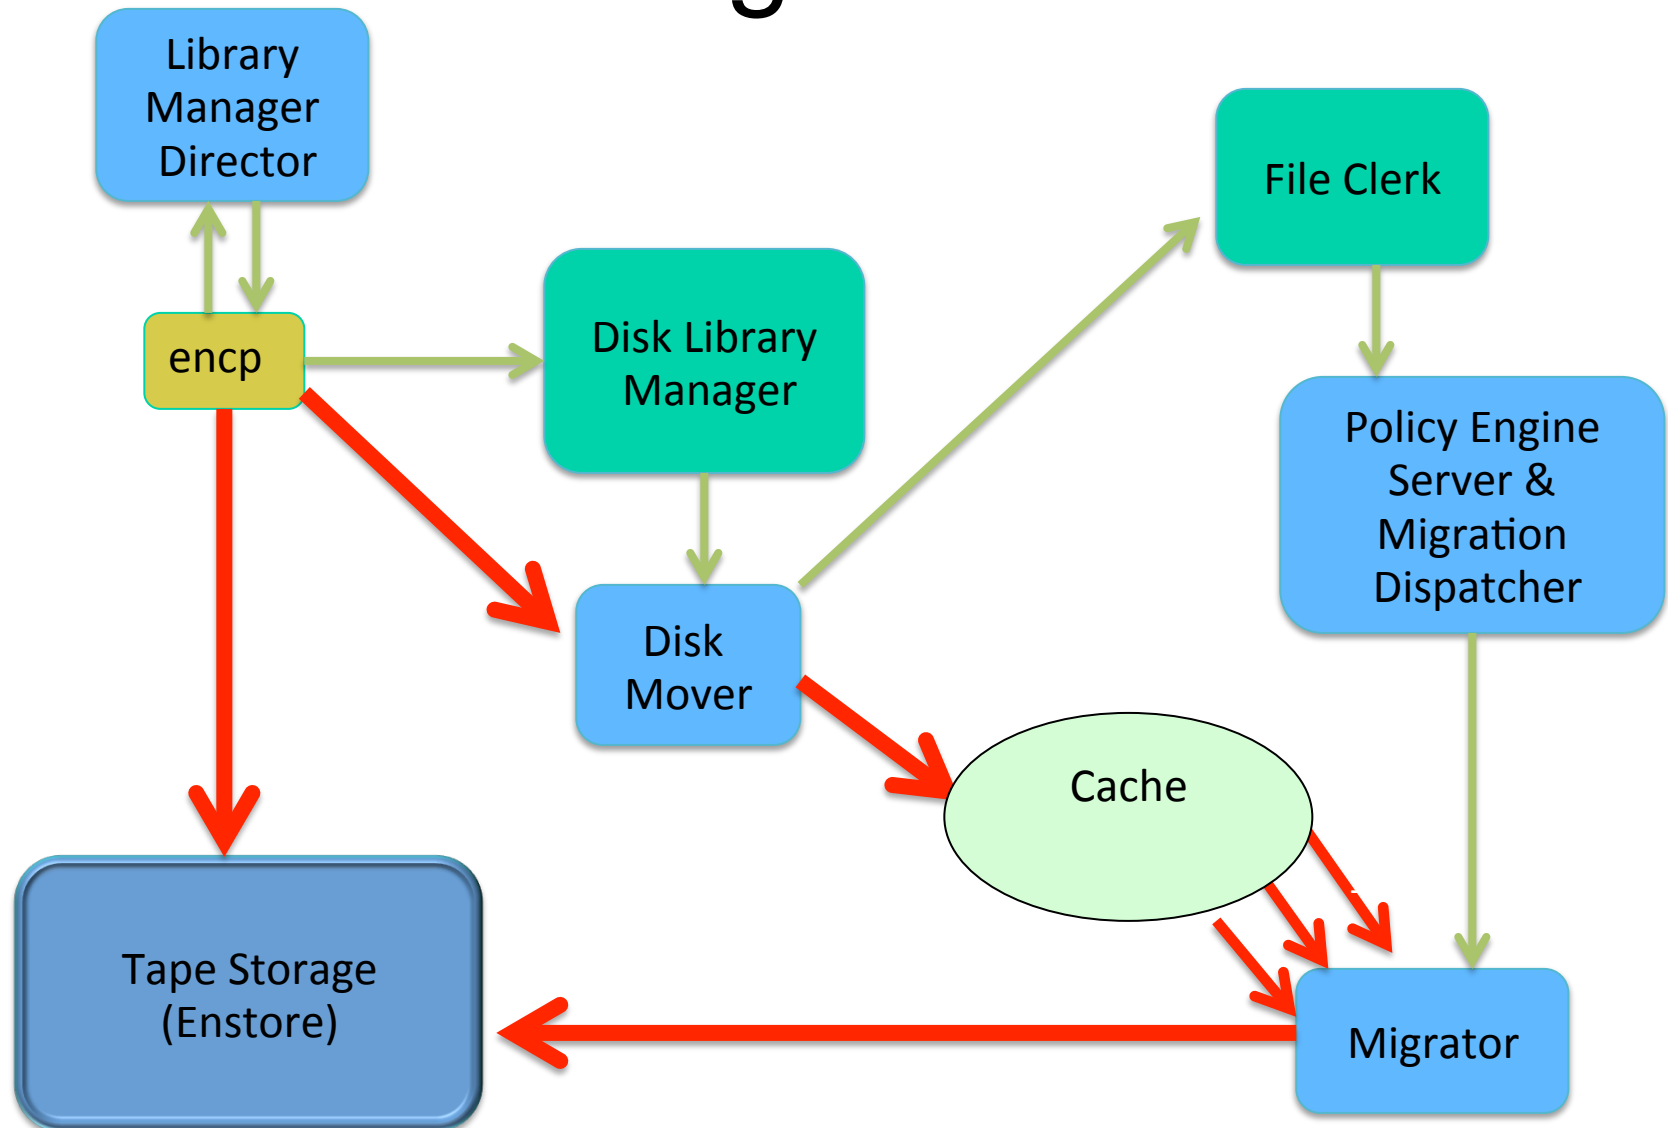 Library
Manager
Director
File Clerk
encp
Disk Library
Manager
Policy Engine
Server &
Migration
Dispatcher
Disk
Mover
Cache
Tape Storage
(Enstore)
Migrator